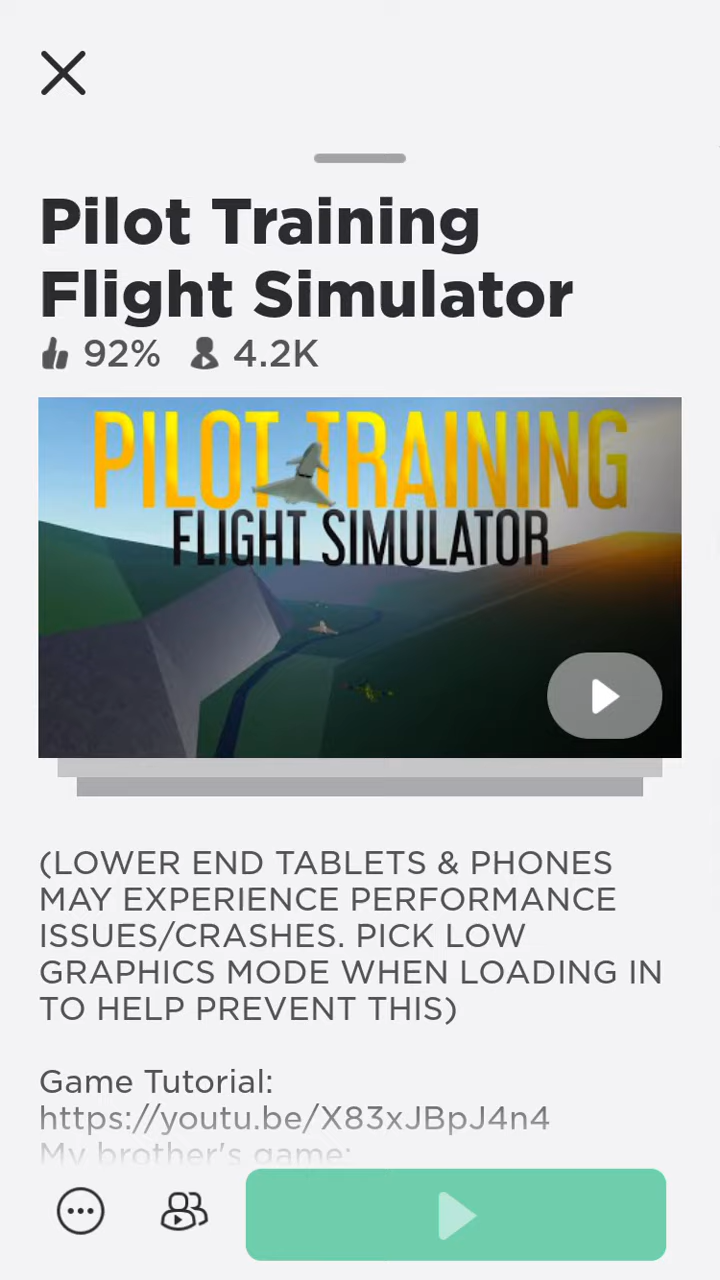 Pilot Training
Flight Simulator
92% 4.2K
PILOT TRAINING
FLIGHT SIMULATOR
(LOWER END TABLETS & PHONES
MAY EXPERIENCE PERFORMANCE
ISSUES/CRASHES. PICK LOW
GRAPHICS MODE WHEN LOADING IN
TO HELP PREVENT THIS)
Game Tutorial:
https://youtu.be/X83xJBpJ4n4
My brother's game: